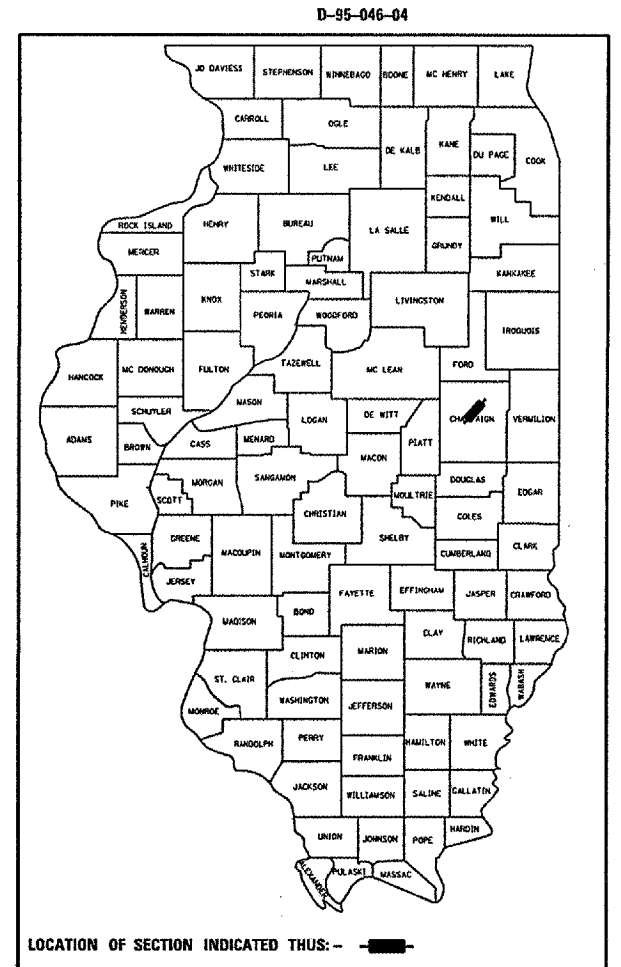 D-95-046-04
JO DAVIESS STEPHENSON WINNEBAGO BOONE MC HENRY LAKE
CARROLL OGLE
DE KALB KANE DU PAGE COOK
WHITESIDE LEE
KENDALL WILL
ROCK ISLAND HENRY BUREAU LA SALLE
MERCER PUTNAM GRUNDY
STARK MARSHALL KANKAKEE
HENDERSON WARREN KNOX PEORIA WOODFORD LIVINGSTON
IROQUOIS
HANCOCK MC DONOUGH FULTON TAZEWELL MC LEAN FORD
MASON
SCHUYLER LOGAN DE WITT CHAMPAIGN VERMILION
ADAMS BROWN CASS MENARD PIATT
MACON
PIKE SCOTT MORGAN SANGAMON MOULTRIE DOUGLAS EDGAR
CHRISTIAN COLES
GREENE MACOUPIN MONTGOMERY SHELBY CUMBERLAND CLARK
CALHOUN JERSEY
FAYETTE EFFINGHAM JASPER CRAWFORD
MADISON BOND
CLAY RICHLAND LAWRENCE
CLINTON MARION
ST. CLAIR WAYNE EDWARDS WABASH
MONROE WASHINGTON JEFFERSON
RANDOLPH PERRY HAMILTON WHITE
FRANKLIN
JACKSON WILLIAMSON SALINE GALLATIN
UNION JOHNSON POPE HARDIN
ALEXANDER PULASKI MASSAC
LOCATION OF SECTION INDICATED THUS:-